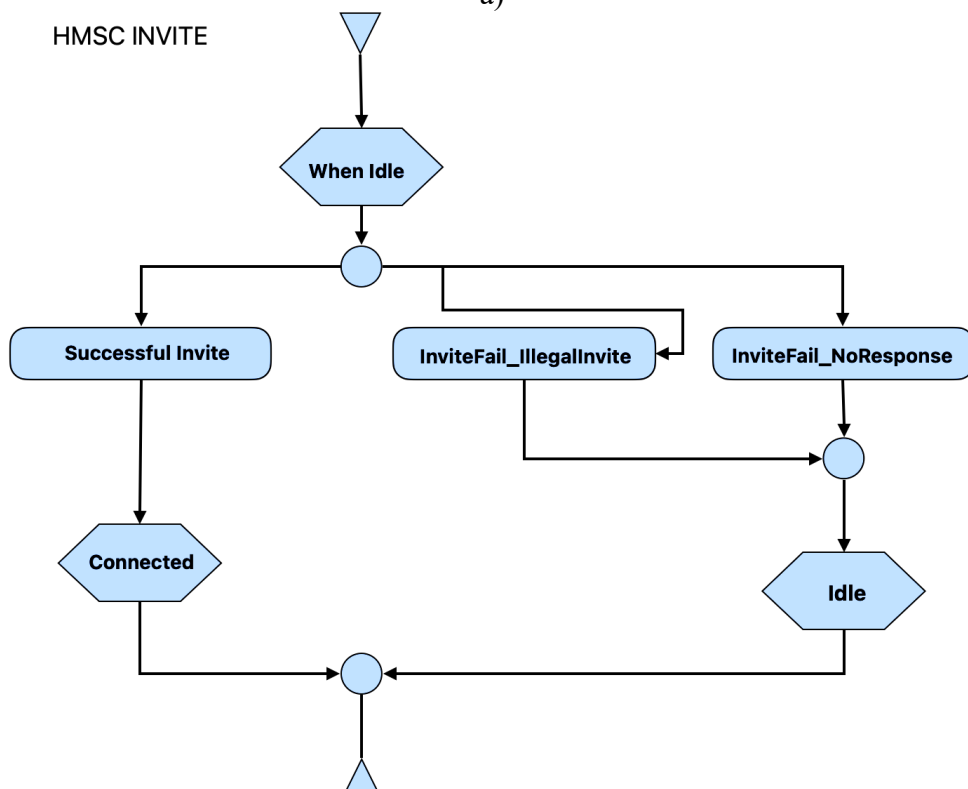 a)
HMSC INVITE
When Idle
Successful Invite
InviteFail_IllegalInvite
InviteFail_NoResponse
Connected
Idle